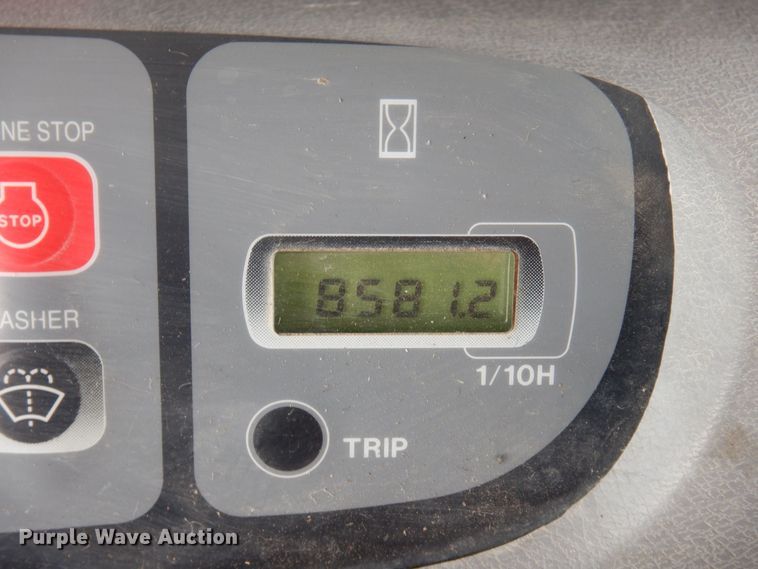 NE STOP
STOP
ASHER
8581.2
1/10H
TRIP
Purple Wave Auction